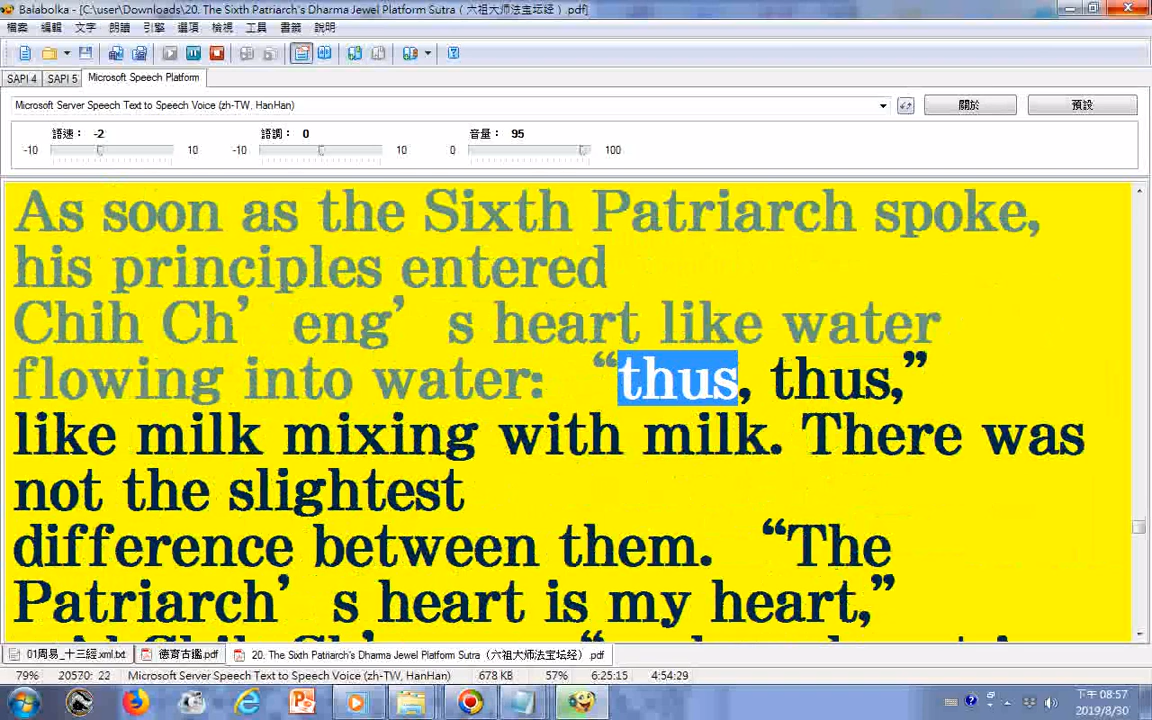 Balabolka - [C:\user\Downloads\20. The Sixth Patriarch's Dharma Jewel Platform Sutra（六祖大师法宝坛经）.pdf]
檔案 編輯 文字 朗讀 引擎 選項 檢視 工具 書籤 說明
SAPI 4 SAPI 5 Microsoft Speech Platform
Microsoft Server Speech Text to Speech Voice (zh-TW, HanHan) 關於 預設
語速： -2 語調： 0 音量： 95
-10 10 -10 10 0 100
As soon as the Sixth Patriarch spoke,
his principles entered
Chih Ch’ eng’ s heart like water
flowing into water: “thus, thus,”
like milk mixing with milk. There was
not the slightest
difference between them. “The
Patriarch’ s heart is my heart,”
01周易_十三經.xml.txt 德育古鑑.pdf 20. The Sixth Patriarch's Dharma Jewel Platform Sutra（六祖大师法宝坛经）.pdf
79% 20570: 22 Microsoft Server Speech Text to Speech Voice (zh-TW, HanHan) 678 KB 57% 6:25:15 4:54:29
下午 08:57
2019/8/30